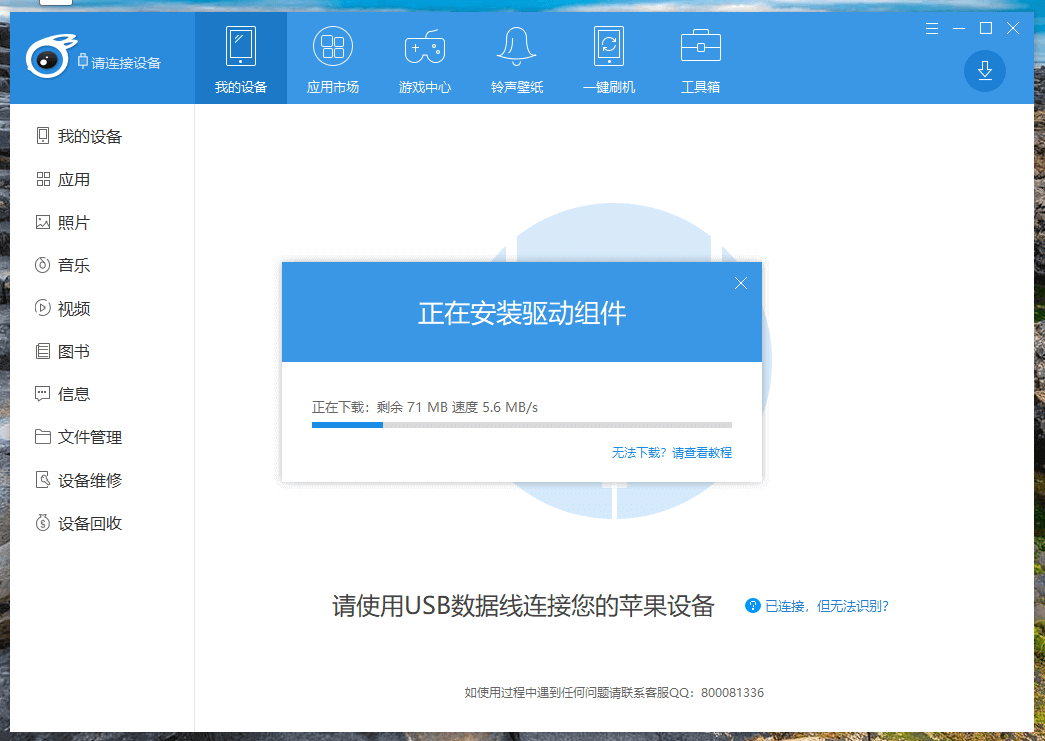 请连接设备
我的设备
应用市场
游戏中心
铃声壁纸
一键刷机
工具箱
我的设备
应用
照片
音乐
视频
图书
信息
文件管理
设备维修
设备回收
正在安装驱动组件
正在下载：剩余 71 MB 速度 5.6 MB/s
无法下载？请查看教程
请使用USB数据线连接您的苹果设备
已连接，但无法识别？
如使用过程中遇到任何问题请联系客服QQ：800081336